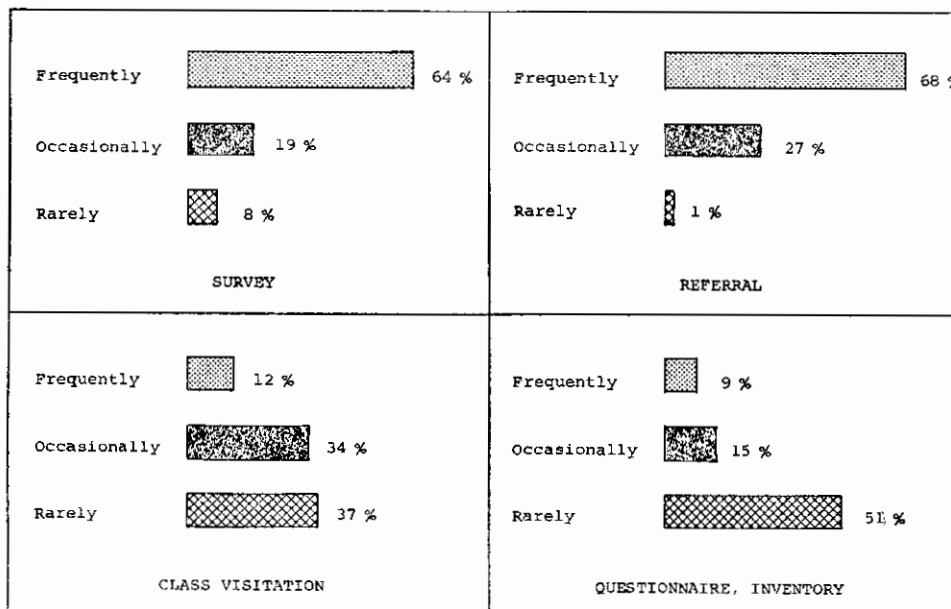 Frequently 64 %
Occasionally 19 %
Rarely 8 %
SURVEY
Frequently 68 %
Occasionally 27 %
Rarely 1 %
REFERRAL
Frequently 12 %
Occasionally 34 %
Rarely 37 %
CLASS VISITATION
Frequently 9 %
Occasionally 15 %
Rarely 51 %
QUESTIONNAIRE, INVENTORY